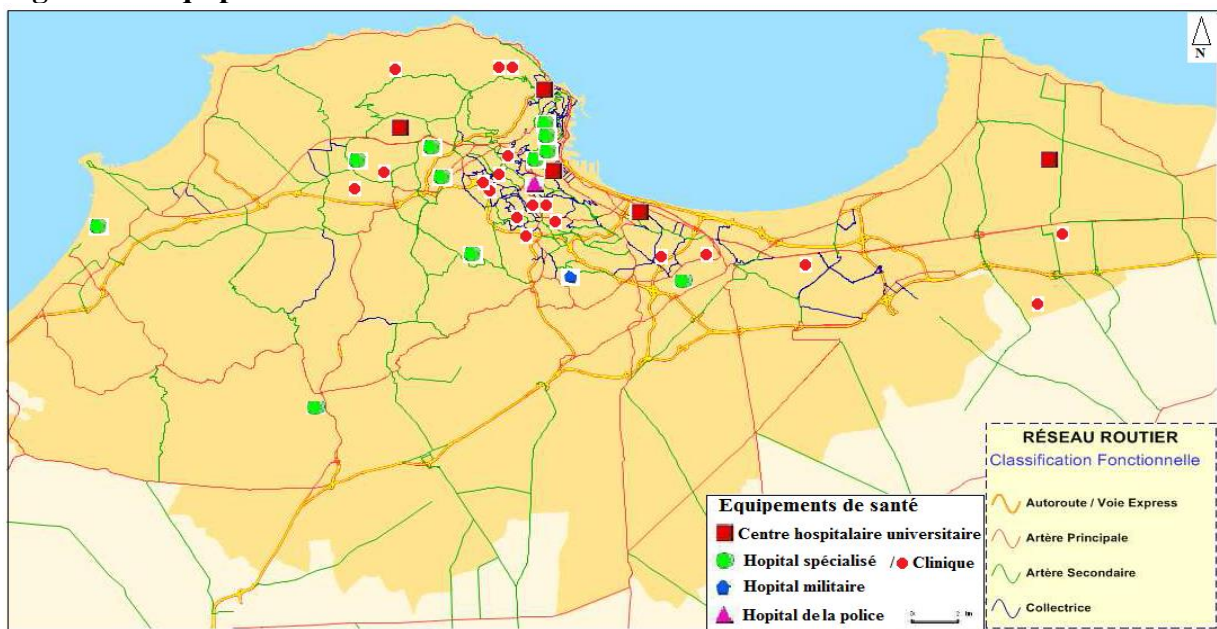 N
Equipements de santé
Centre hospitalaire universitaire
Hopital spécialisé / Clinique
Hopital militaire
Hopital de la police
RÉSEAU ROUTIER
Classification Fonctionnelle
Autoroute / Voie Express
Artère Principale
Artère Secondaire
Collectrice